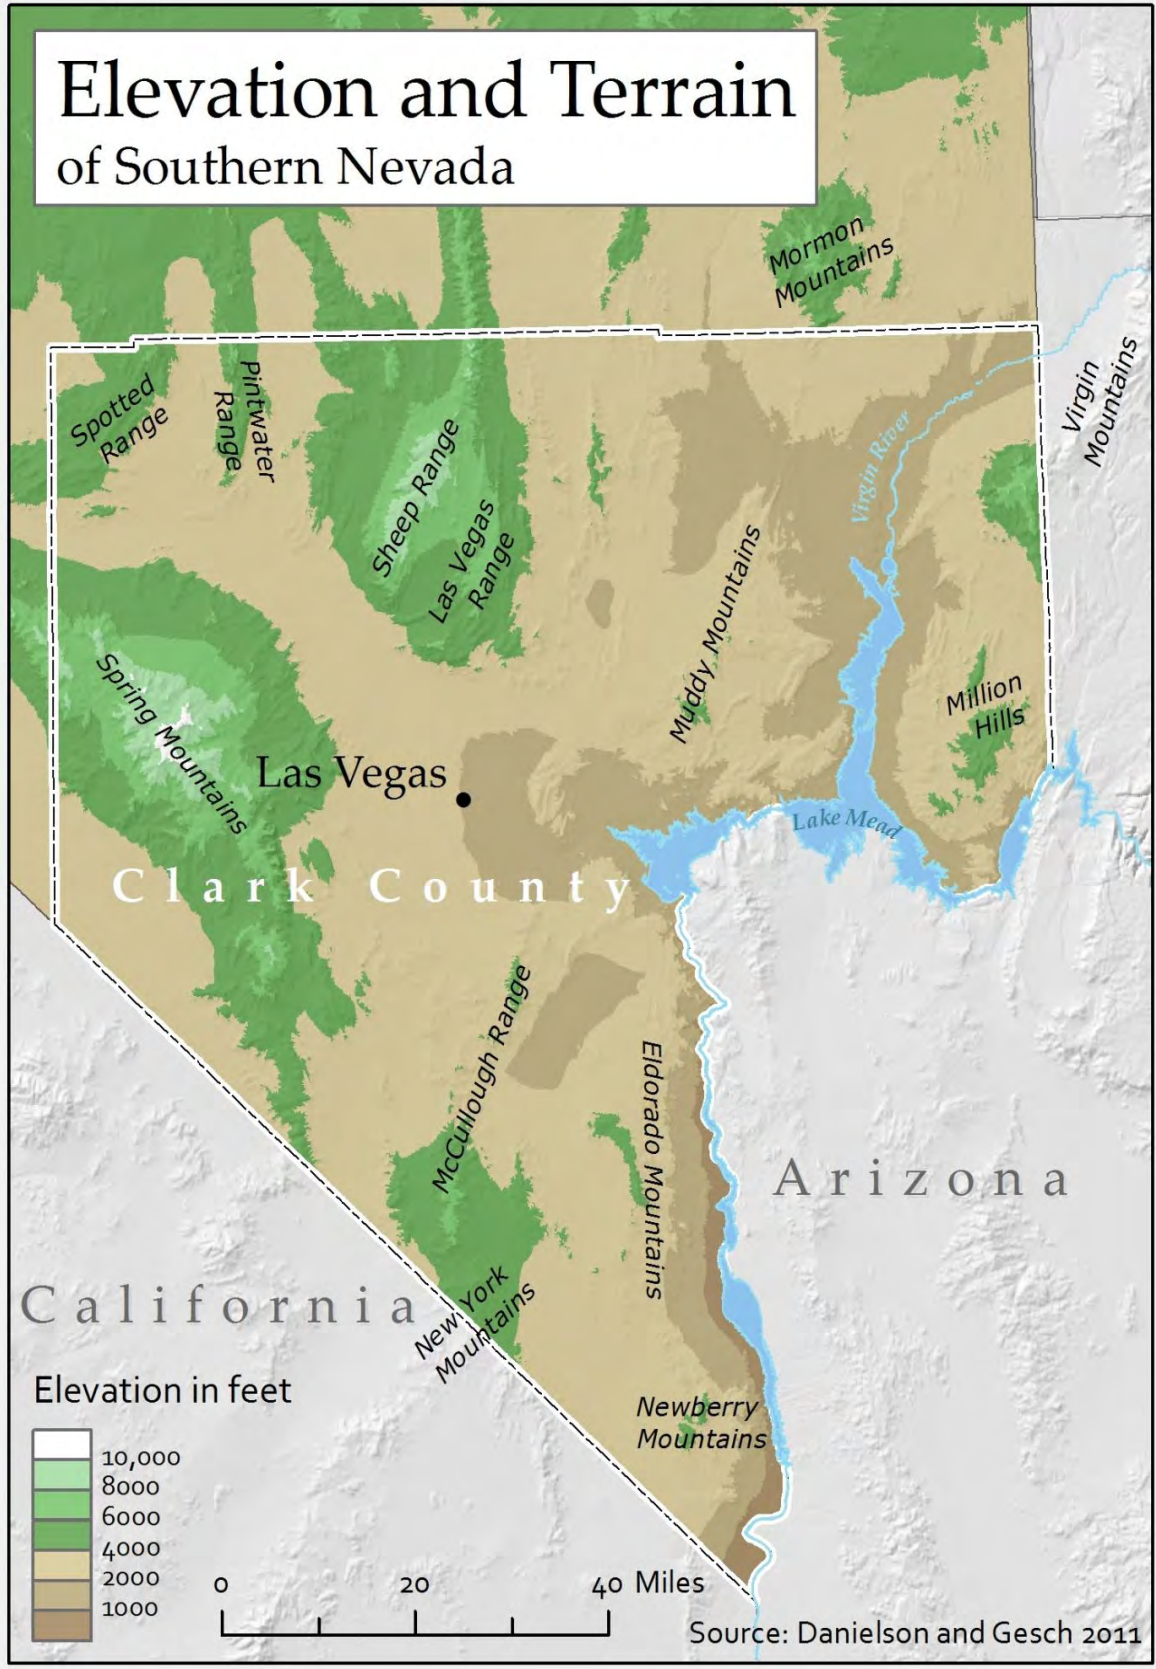 Elevation and Terrain
of Southern Nevada
Mormon
Mountains
Virgin
Mountains
Spotted
Range
Pintwater
Range
Sheep Range
Las Vegas
Range
Virgin River
Muddy Mountains
Million
Hills
Spring Mountains
Las Vegas
Lake Mead
Clark County
McCullough Range
Eldorado Mountains
Arizona
California
New York
Mountains
Newberry
Mountains
Elevation in feet
10,000
8000
6000
4000
2000
1000
0 20 40 Miles
Source: Danielson and Gesch 2011